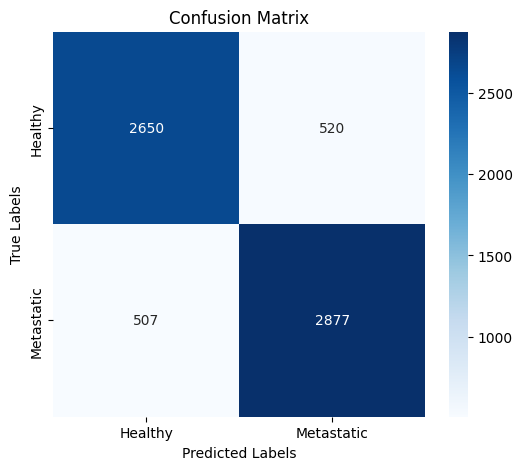 Confusion Matrix
True Labels
Healthy
Metastatic
2650
520
507
2877
Healthy
Metastatic
Predicted Labels
2500
2000
1500
1000